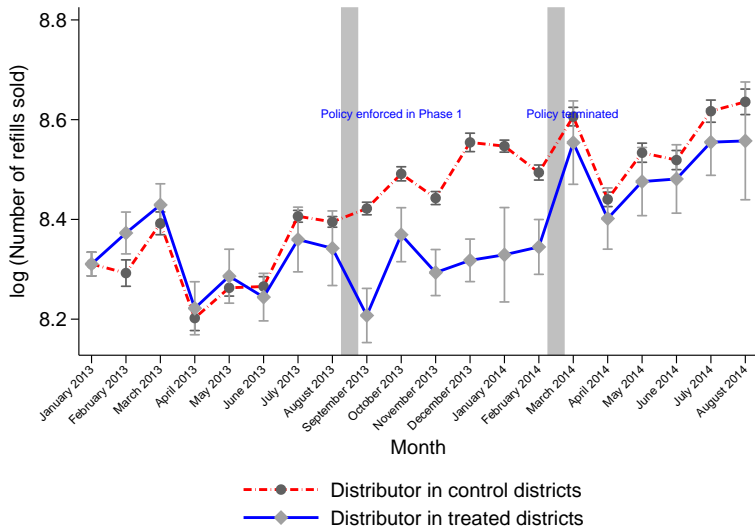 8.8
8.6
8.4
8.2
log (Number of refills sold)
Policy enforced in Phase 1
Policy terminated
January 2013
February 2013
March 2013
April 2013
May 2013
June 2013
July 2013
August 2013
September 2013
October 2013
November 2013
December 2013
January 2014
February 2014
March 2014
April 2014
May 2014
June 2014
July 2014
August 2014
Month
Distributor in control districts
Distributor in treated districts